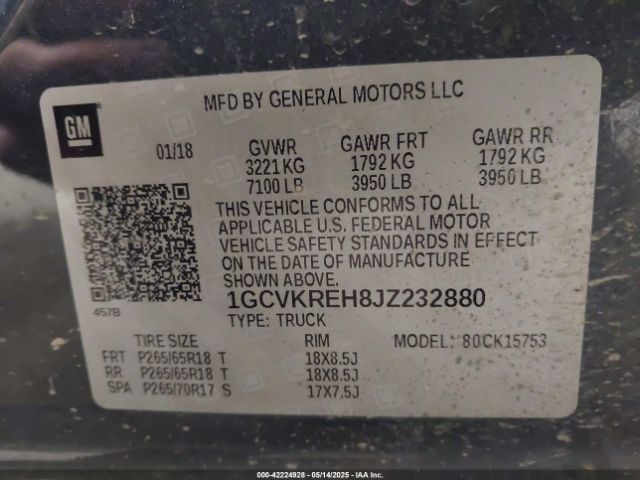 GM
MFD BY GENERAL MOTORS LLC
01/18 GVWR GAWR FRT GAWR RR
3221 KG 1792 KG 1792 KG
7100 LB 3950 LB 3950 LB
THIS VEHICLE CONFORMS TO ALL
APPLICABLE U.S. FEDERAL MOTOR
VEHICLE SAFETY STANDARDS IN EFFECT
ON THE DATE OF MANUFACTURE
SHOWN ABOVE.
457B
1GCVKREH8JZ232880
TYPE: TRUCK
TIRE SIZE RIM MODEL: 80CK15753
FRT P265/65R18 T 18X8.5J
RR P265/65R18 T 18X8.5J
SPA P265/70R17 S 17X7.5J
000-42224928 - 05/14/2025 - Copyright © 2025 IAA, Inc.